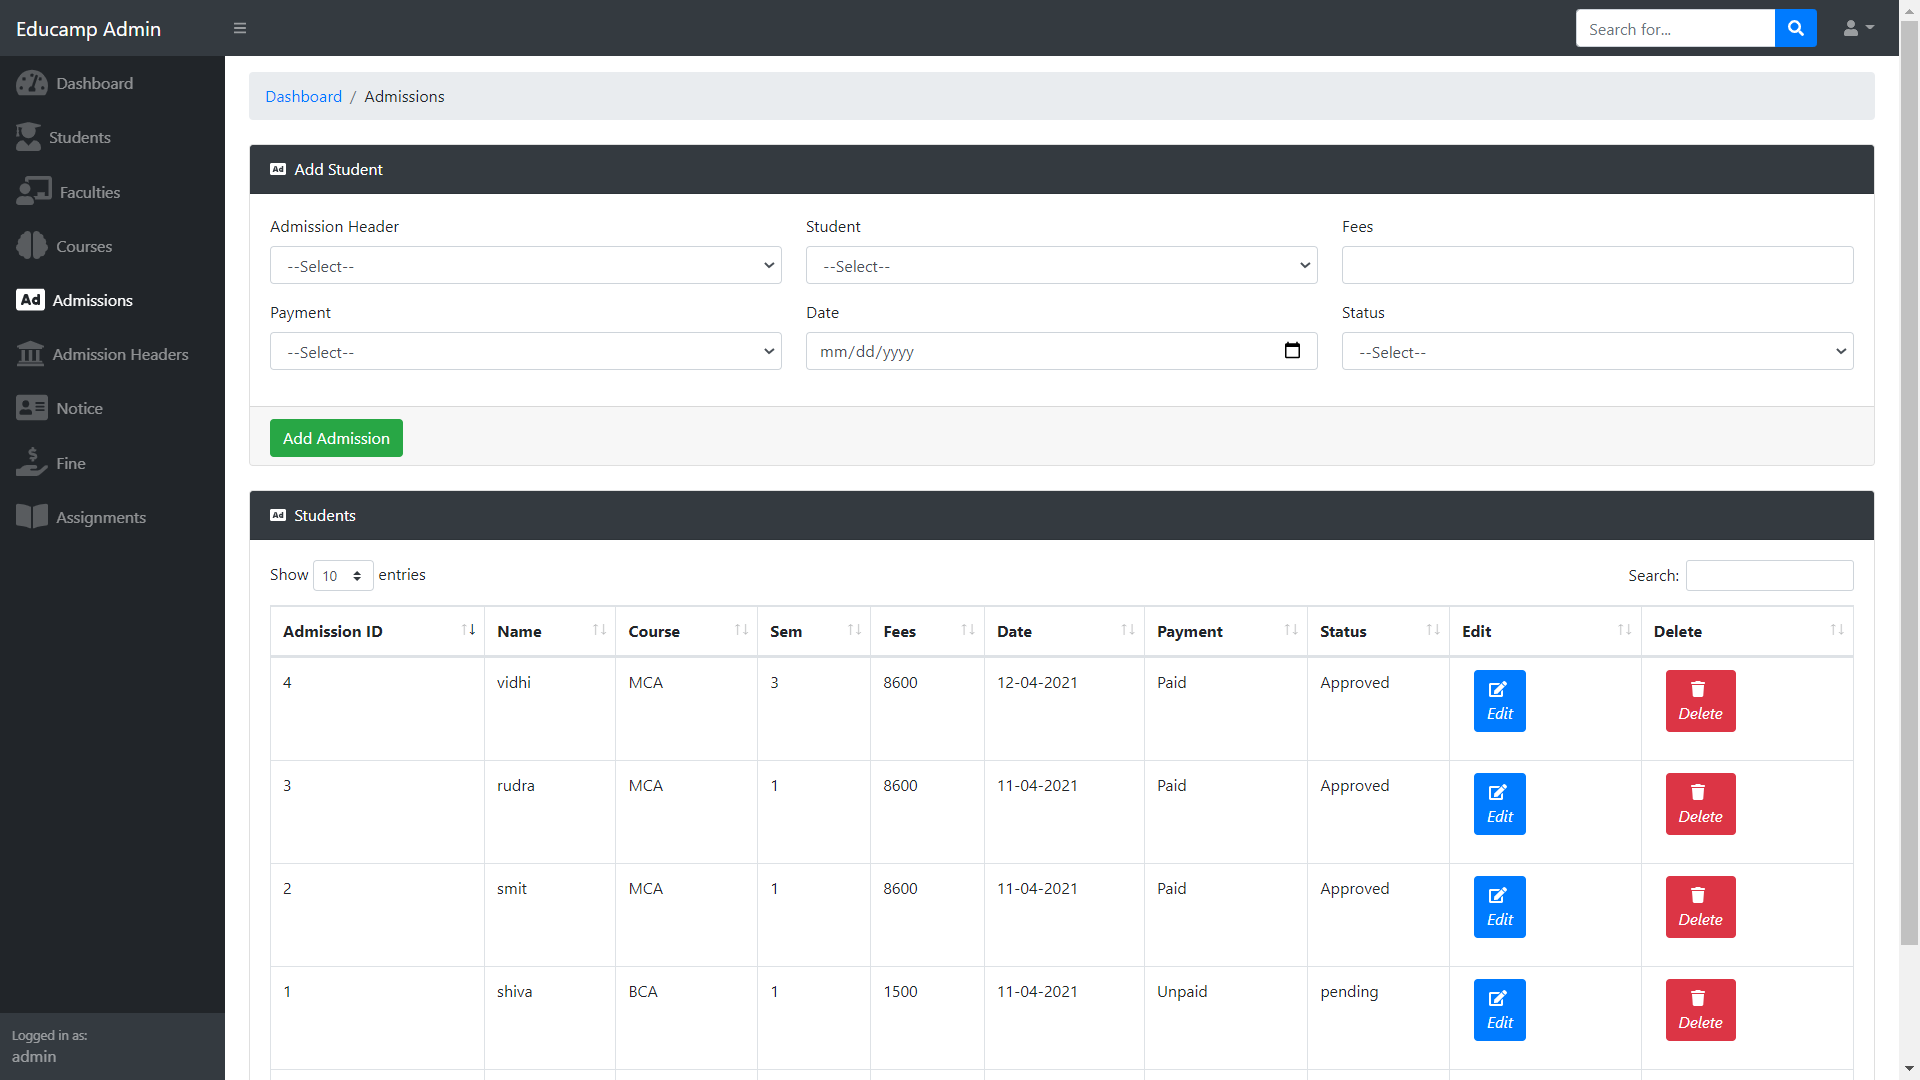 Educamp Admin
Search for...
Dashboard
Students
Faculties
Courses
Ad Admissions
Admission Headers
Notice
Fine
Assignments
Logged in as:
admin
Dashboard / Admissions
Ad Add Student
Admission Header Student Fees
--Select-- --Select--
Payment Date Status
--Select-- mm/dd/yyyy --Select--
Add Admission
Ad Students
Show 10 entries Search:
Admission ID Name Course Sem Fees Date Payment Status Edit Delete
4 vidhi MCA 3 8600 12-04-2021 Paid Approved Edit Delete
3 rudra MCA 1 8600 11-04-2021 Paid Approved Edit Delete
2 smit MCA 1 8600 11-04-2021 Paid Approved Edit Delete
1 shiva BCA 1 1500 11-04-2021 Unpaid pending Edit Delete